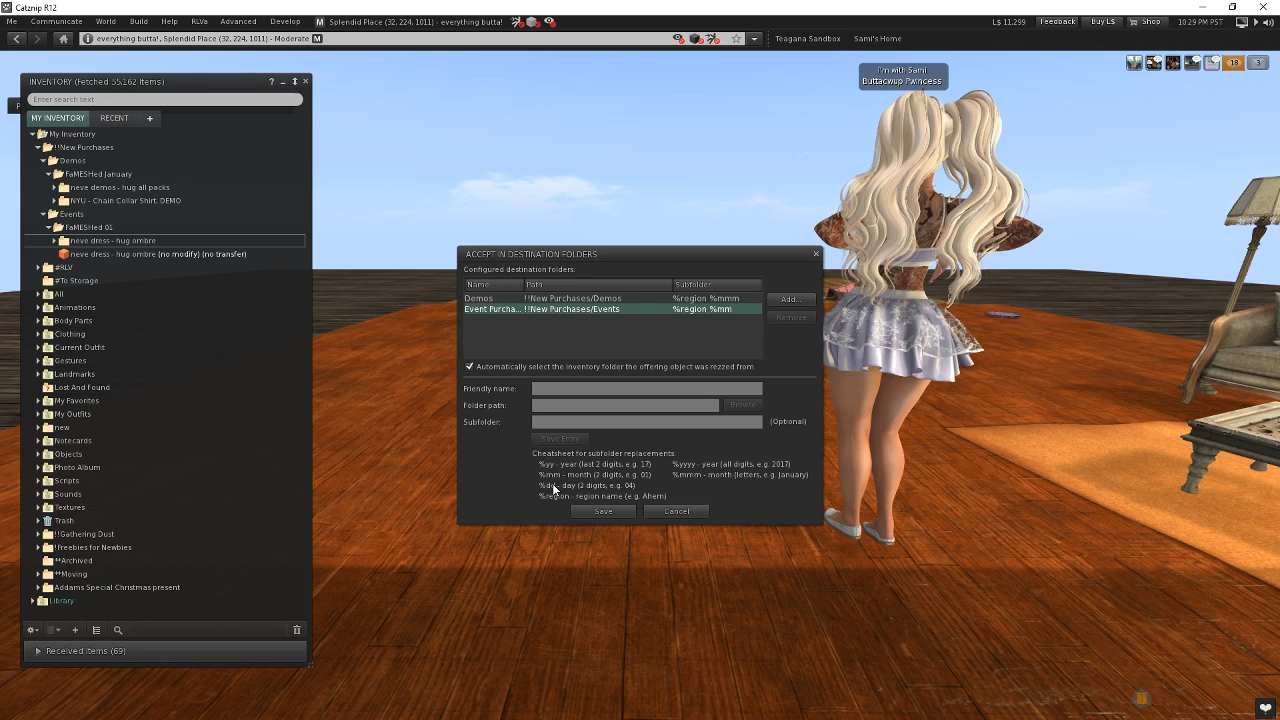 Catznip R12
Me Communicate World Build Help RLVa Advanced Develop M Splendid Place (32, 224, 1011) - everything butta! L$ 11,299 Feedback Buy L$ Shop 10:29 PM PST
everything butta!, Splendid Place (32, 224, 1011) - Moderate M Teagana Sandbox Sami's Home
18 3
I'm with Sami
Buttacwup Pwincess
INVENTORY (Fetched 55,162 Items) ?
Enter search text
MY INVENTORY RECENT +
My Inventory
!!New Purchases
Demos
FaMESHed January
neve demos - hug all packs
NYU - Chain Collar Shirt, DEMO
Events
FaMESHed 01
neve dress - hug ombre
neve dress - hug ombre (no modify) (no transfer)
#RLV
#To Storage
All
Animations
Body Parts
Clothing
Current Outfit
Gestures
Landmarks
Lost And Found
My Favorites
My Outfits
new
Notecards
Objects
Photo Album
Scripts
Sounds
Textures
Trash
!!Gathering Dust
!Freebies for Newbies
**Archived
**Moving
Addams Special Christmas present
Library
Received Items (69)
ACCEPT IN DESTINATION FOLDERS
Configured destination folders:
Name Path Subfolder
Demos !!New Purchases/Demos %region %mmm
Event Purcha... !!New Purchases/Events %region %mm
Add...
Remove
Automatically select the inventory folder the offering object was rezzed from
Friendly name:
Folder path: Browse
Subfolder: (Optional)
Save Entry
Cheatsheet for subfolder replacements:
%yy - year (last 2 digits, e.g. 17) %yyyy - year (all digits, e.g. 2017)
%mm - month (2 digits, e.g. 01) %mmm - month (letters, e.g. January)
%dd - day (2 digits, e.g. 04)
%region - region name (e.g. Ahern)
Save Cancel